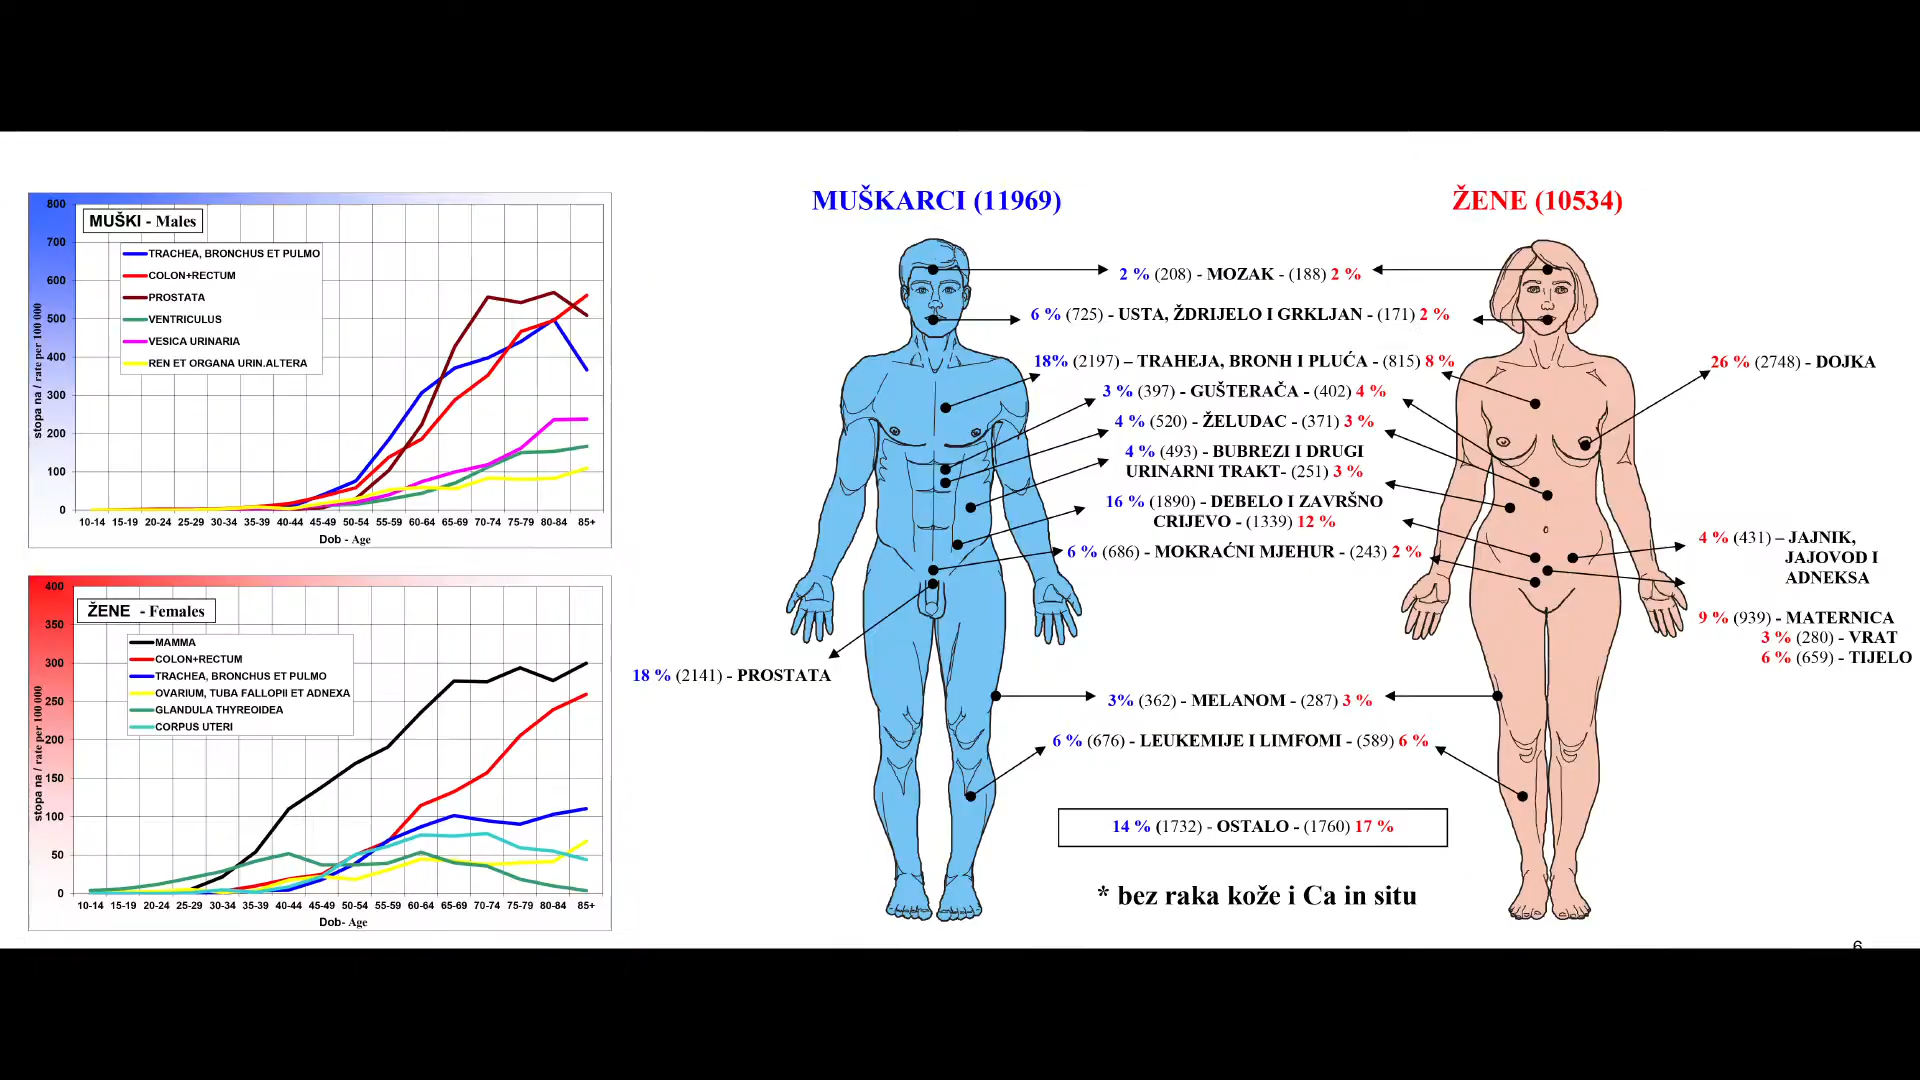 800
700
600
500
400
300
200
100
0
stopa na / rate per 100 000
MUŠKI - Males
TRACHEA, BRONCHUS ET PULMO
COLON+RECTUM
PROSTATA
VENTRICULUS
VESICA URINARIA
REN ET ORGANA URIN.ALTERA
10-14 15-19 20-24 25-29 30-34 35-39 40-44 45-49 50-54 55-59 60-64 65-69 70-74 75-79 80-84 85+
Dob - Age
400
350
300
250
200
150
100
50
0
stopa na / rate per 100 000
ŽENE - Females
MAMMA
COLON+RECTUM
TRACHEA, BRONCHUS ET PULMO
OVARIUM, TUBA FALLOPII ET ADNEXA
GLANDULA THYREOIDEA
CORPUS UTERI
10-14 15-19 20-24 25-29 30-34 35-39 40-44 45-49 50-54 55-59 60-64 65-69 70-74 75-79 80-84 85+
Dob- Age
MUŠKARCI (11969)
ŽENE (10534)
2 % (208) - MOZAK - (188) 2 %
6 % (725) - USTA, ŽDRIJELO I GRKLJAN - (171) 2 %
18% (2197) – TRAHEJA, BRONH I PLUĆA - (815) 8 %
3 % (397) - GUŠTERAČA - (402) 4 %
4 % (520) - ŽELUDAC - (371) 3 %
4 % (493) - BUBREZI I DRUGI
URINARNI TRAKT- (251) 3 %
16 % (1890) - DEBELO I ZAVRŠNO
CRIJEVO - (1339) 12 %
6 % (686) - MOKRAĆNI MJEHUR - (243) 2 %
18 % (2141) - PROSTATA
3% (362) - MELANOM - (287) 3 %
6 % (676) - LEUKEMIJE I LIMFOMI - (589) 6 %
14 % (1732) - OSTALO - (1760) 17 %
* bez raka kože i Ca in situ
26 % (2748) - DOJKA
4 % (431) – JAJNIK,
JAJOVOD I
ADNEKSA
9 % (939) - MATERNICA
3 % (280) - VRAT
6 % (659) - TIJELO
6